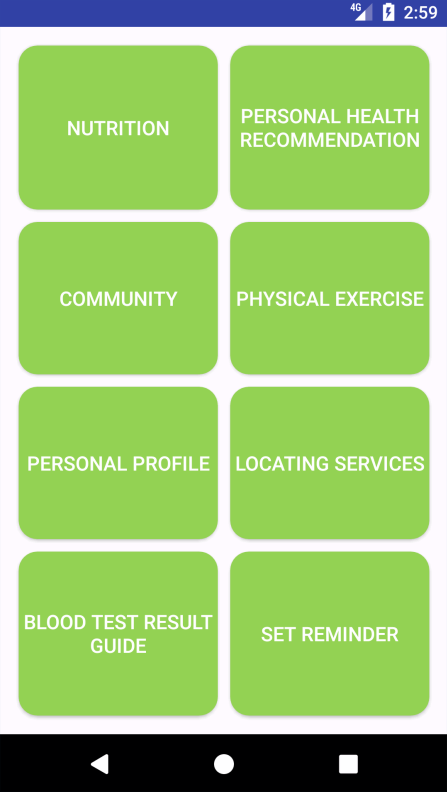 4G 2:59
NUTRITION
PERSONAL HEALTH
RECOMMENDATION
COMMUNITY
PHYSICAL EXERCISE
PERSONAL PROFILE
LOCATING SERVICES
BLOOD TEST RESULT
GUIDE
SET REMINDER